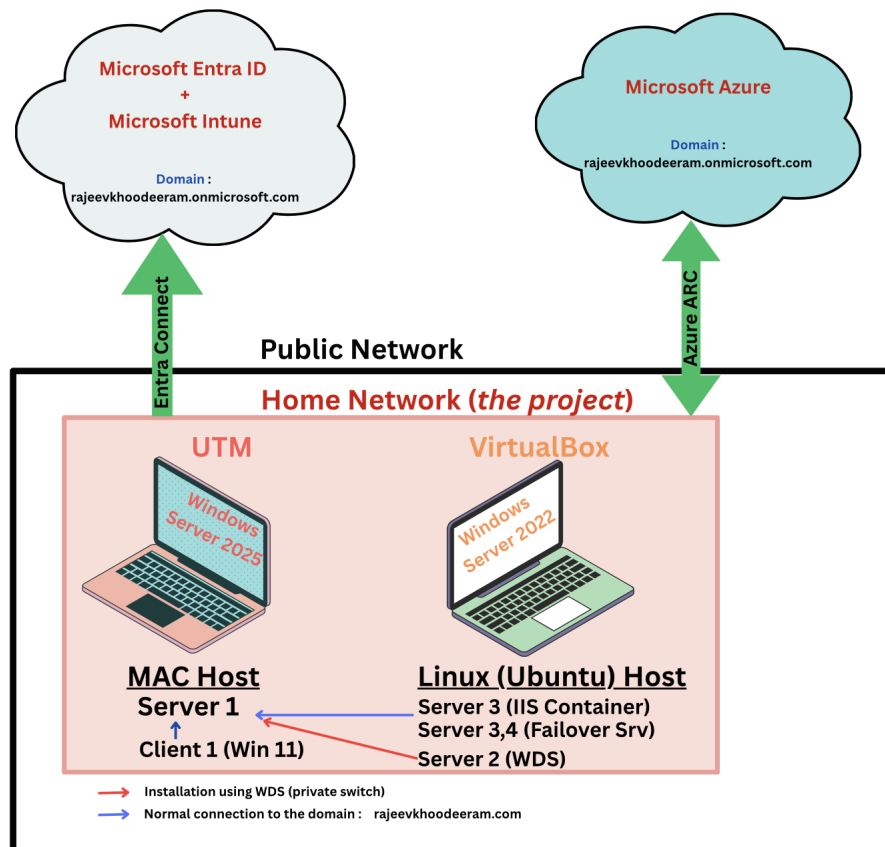 Microsoft Entra ID
+
Microsoft Intune
Domain :
rajeevkhoodeeram.onmicrosoft.com
Microsoft Azure
Domain :
rajeevkhoodeeram.onmicrosoft.com
Entra Connect
Azure ARC
Public Network
Home Network (the project)
UTM
VirtualBox
Windows
Server 2025
Windows
Server 2022
MAC Host
Server 1
Client 1 (Win 11)
Linux (Ubuntu) Host
Server 3 (IIS Container)
Server 3,4 (Failover Srv)
Server 2 (WDS)
Installation using WDS (private switch)
Normal connection to the domain : rajeevkhoodeeram.com